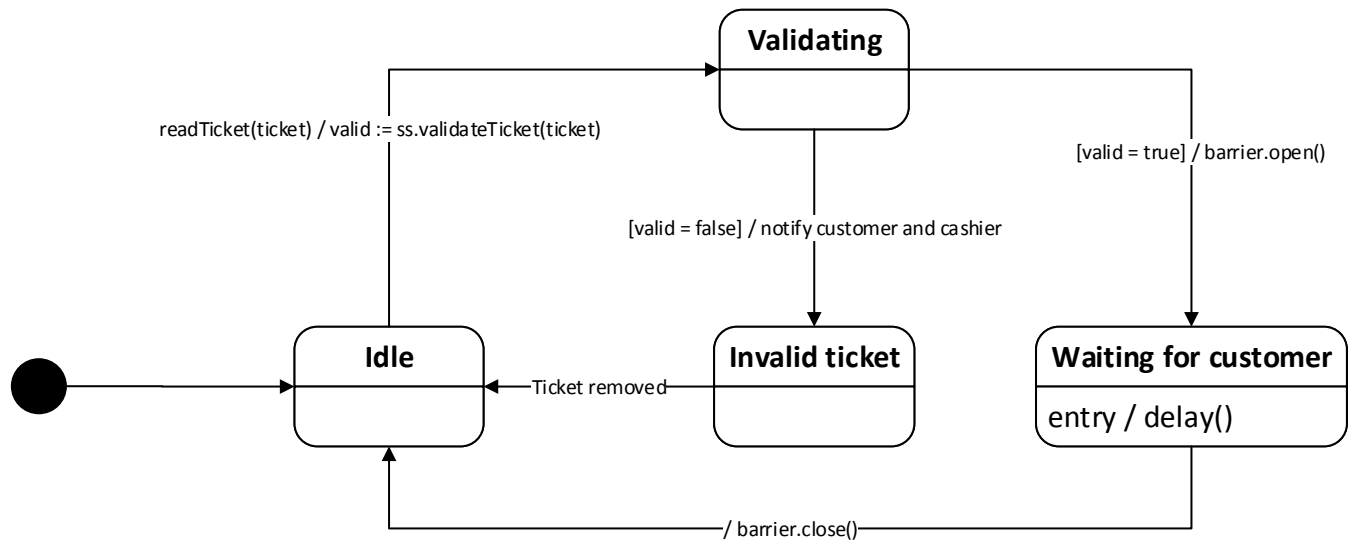 Validating
readTicket(ticket) / valid := ss.validateTicket(ticket)
[valid = true] / barrier.open()
[valid = false] / notify customer and cashier
Idle
Invalid ticket
Waiting for customer
Ticket removed
entry / delay()
/ barrier.close()